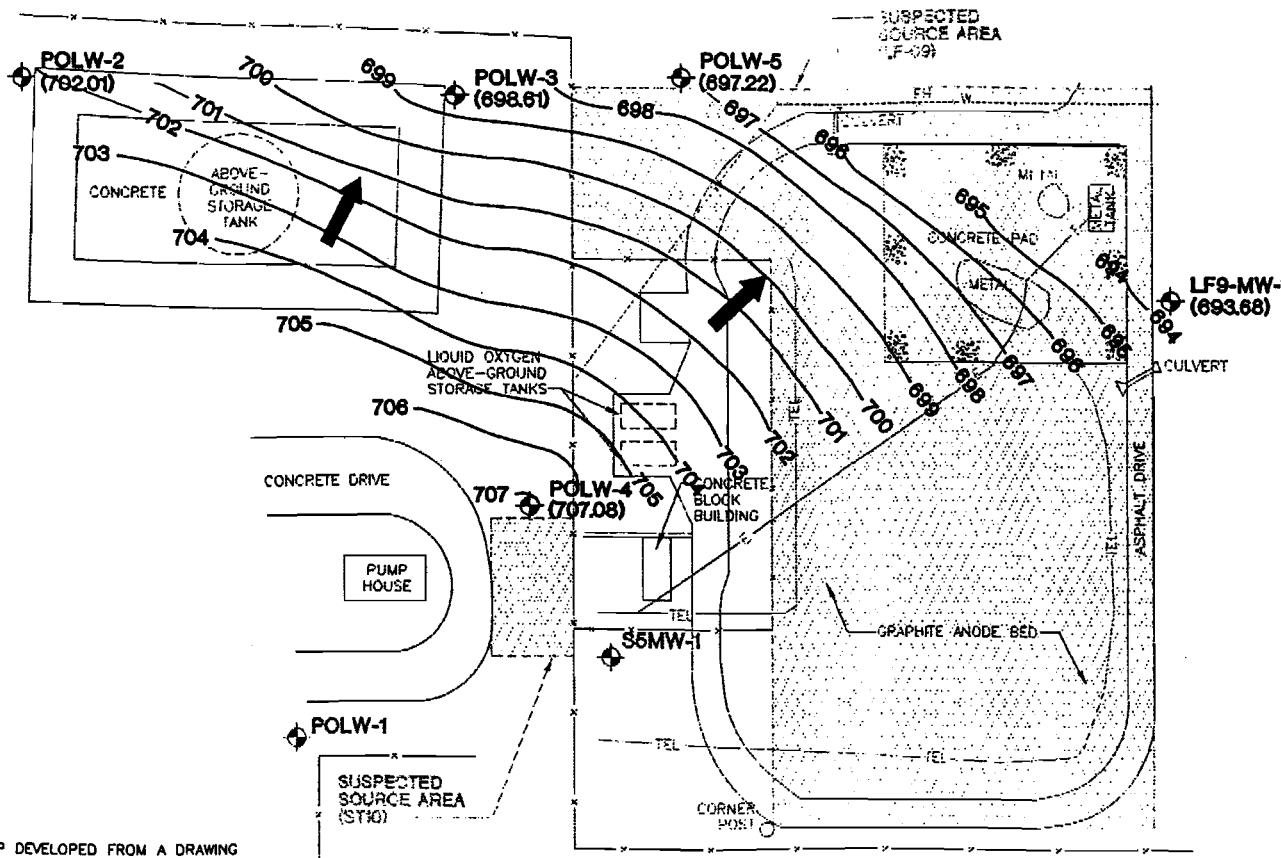 SUSPECTED
SOURCE AREA
(LF-09)
POLW-2
(702.01)
POLW-3
(698.61)
POLW-5
(697.22)
700
699
698
697
701
702
703
704
705
706
707
696
695
694
EH
W
CULVERT
CONCRETE
ABOVE-
GROUND
STORAGE
TANK
METAL
METAL
TANK
CONCRETE PAD
METAL
LF9-MW-
(693.68)
694
695
696
697
698
699
700
701
702
703
704
705
CULVERT
LIQUID OXYGEN
ABOVE-GROUND
STORAGE TANKS
TEL
CONCRETE DRIVE
POLW-4
(707.08)
CONCRETE
BLOCK
BUILDING
ASPHALT DRIVE
TEL
PUMP
HOUSE
TEL
GRAPHITE ANODE BED
S5MW-1
POLW-1
TEL
TEL
SUSPECTED
SOURCE AREA
(ST10)
CORNER
POST
P DEVELOPED FROM A DRAWING